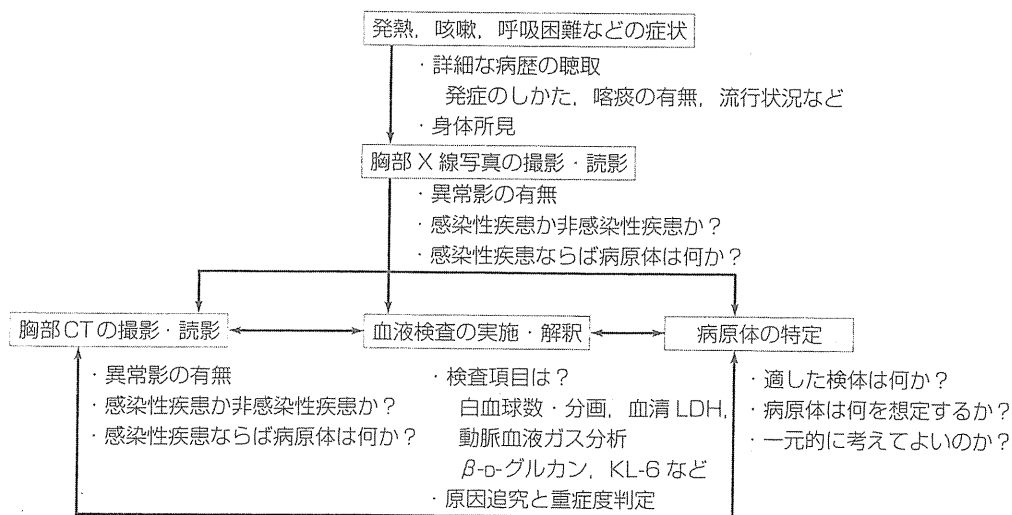 発熱，咳嗽，呼吸困難などの症状
・詳細な病歴の聴取
発症のしかた，喀痰の有無，流行状況など
・身体所見
胸部X線写真の撮影・読影
・異常影の有無
・感染性疾患か非感染性疾患か？
・感染性疾患ならば病原体は何か？
胸部CTの撮影・読影
・異常影の有無
・感染性疾患か非感染性疾患か？
・感染性疾患ならば病原体は何か？
血液検査の実施・解釈
・検査項目は？
白血球数・分画，血清LDH，
動脈血液ガス分析
β-D-グルカン，KL-6など
・原因追究と重症度判定
病原体の特定
・適した検体は何か？
・病原体は何を想定するか？
・一元的に考えてよいのか？